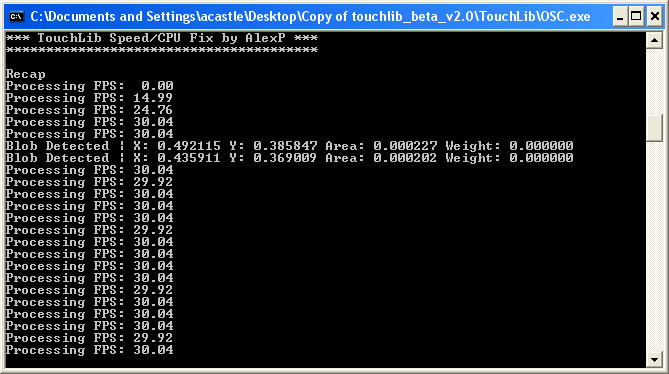 C:\Documents and Settings\acastle\Desktop\Copy of touchlib_beta_v2.0\TouchLib\OSC.exe
*** TouchLib Speed/CPU Fix by AlexP ***
***************************************
Recap
Processing FPS:  0.00
Processing FPS: 14.99
Processing FPS: 24.76
Processing FPS: 30.04
Processing FPS: 30.04
Blob Detected | X: 0.492115 Y: 0.385847 Area: 0.000227 Weight: 0.000000
Blob Detected | X: 0.435911 Y: 0.369009 Area: 0.000202 Weight: 0.000000
Processing FPS: 30.04
Processing FPS: 29.92
Processing FPS: 30.04
Processing FPS: 30.04
Processing FPS: 30.04
Processing FPS: 29.92
Processing FPS: 30.04
Processing FPS: 30.04
Processing FPS: 30.04
Processing FPS: 30.04
Processing FPS: 29.92
Processing FPS: 30.04
Processing FPS: 30.04
Processing FPS: 30.04
Processing FPS: 29.92
Processing FPS: 30.04